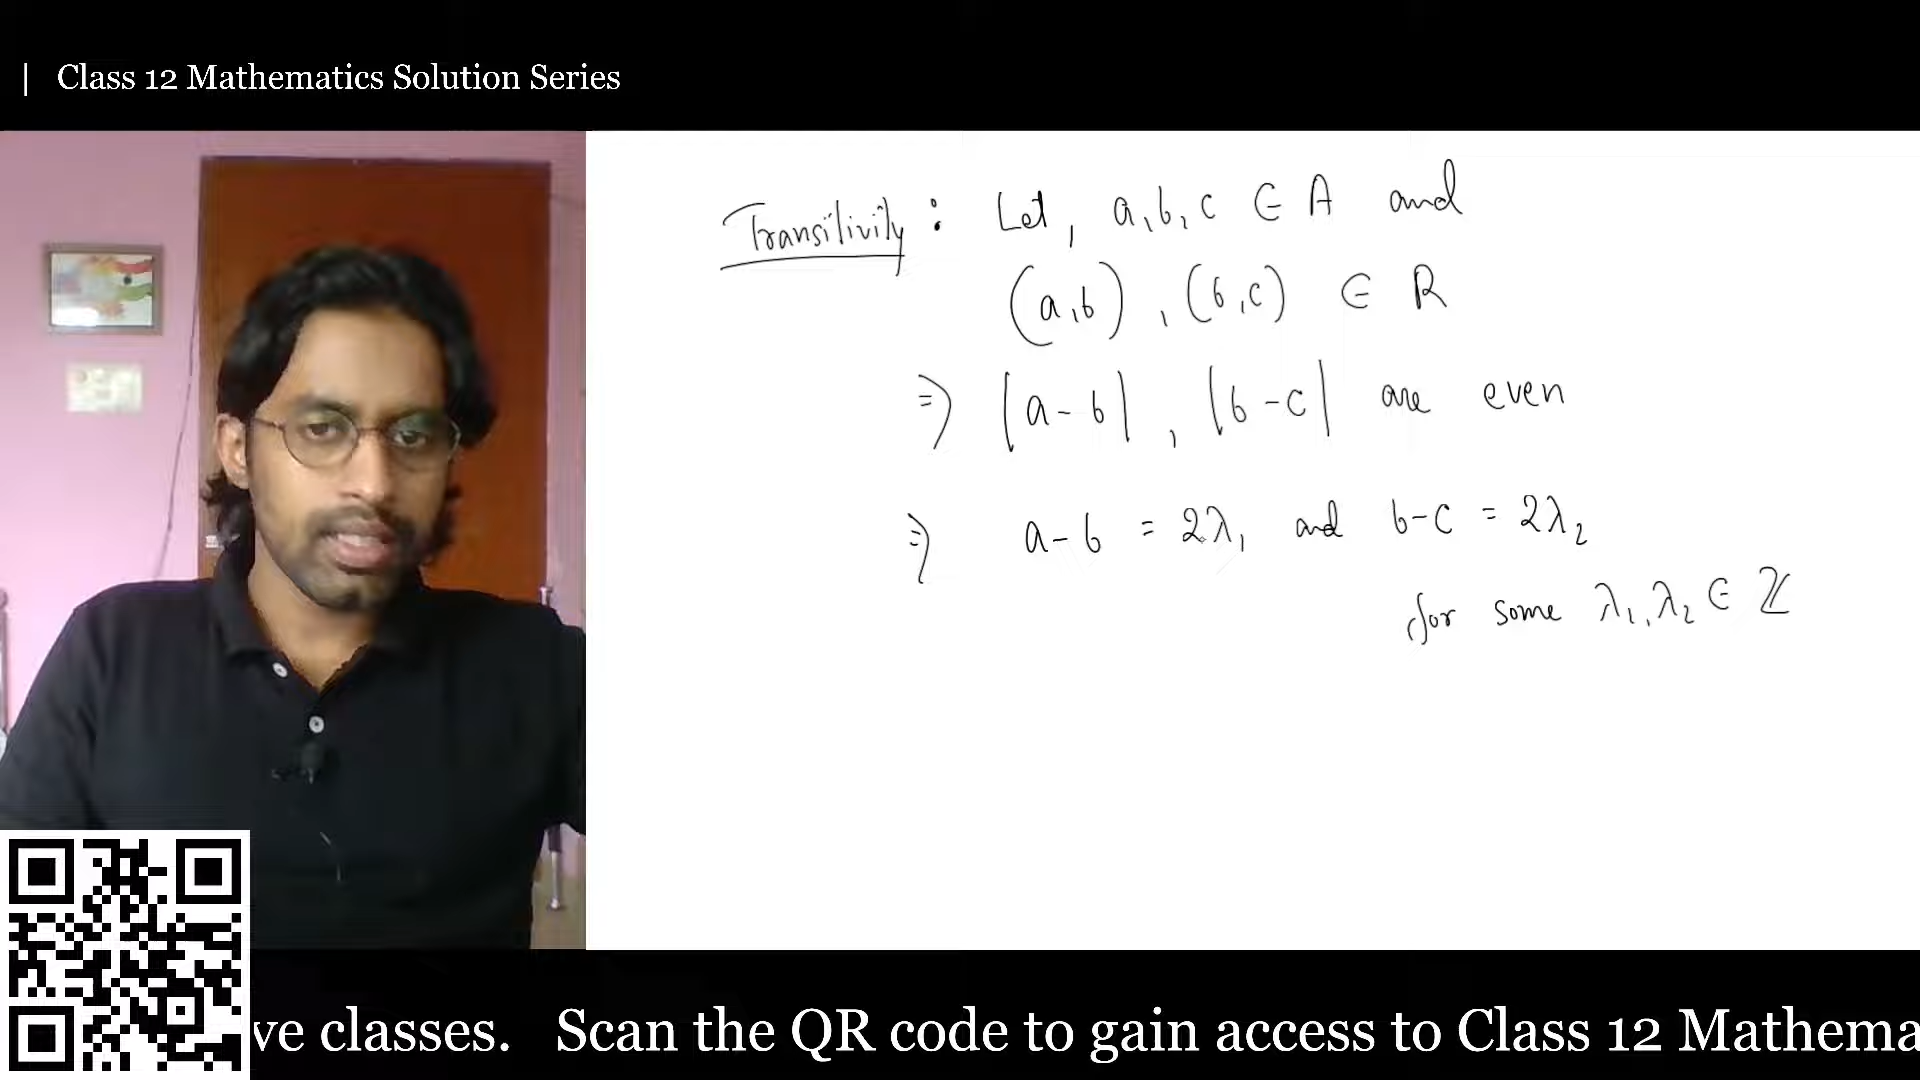 | Class 12 Mathematics Solution Series
Transitivity : Let, a, b, c ∈ A and
(a, b), (b, c) ∈ R
⇒ |a - b|, |b - c| are even
⇒ a - b = 2λ₁ and b - c = 2λ₂
for some λ₁, λ₂ ∈ ℤ
ve classes. Scan the QR code to gain access to Class 12 Mathema